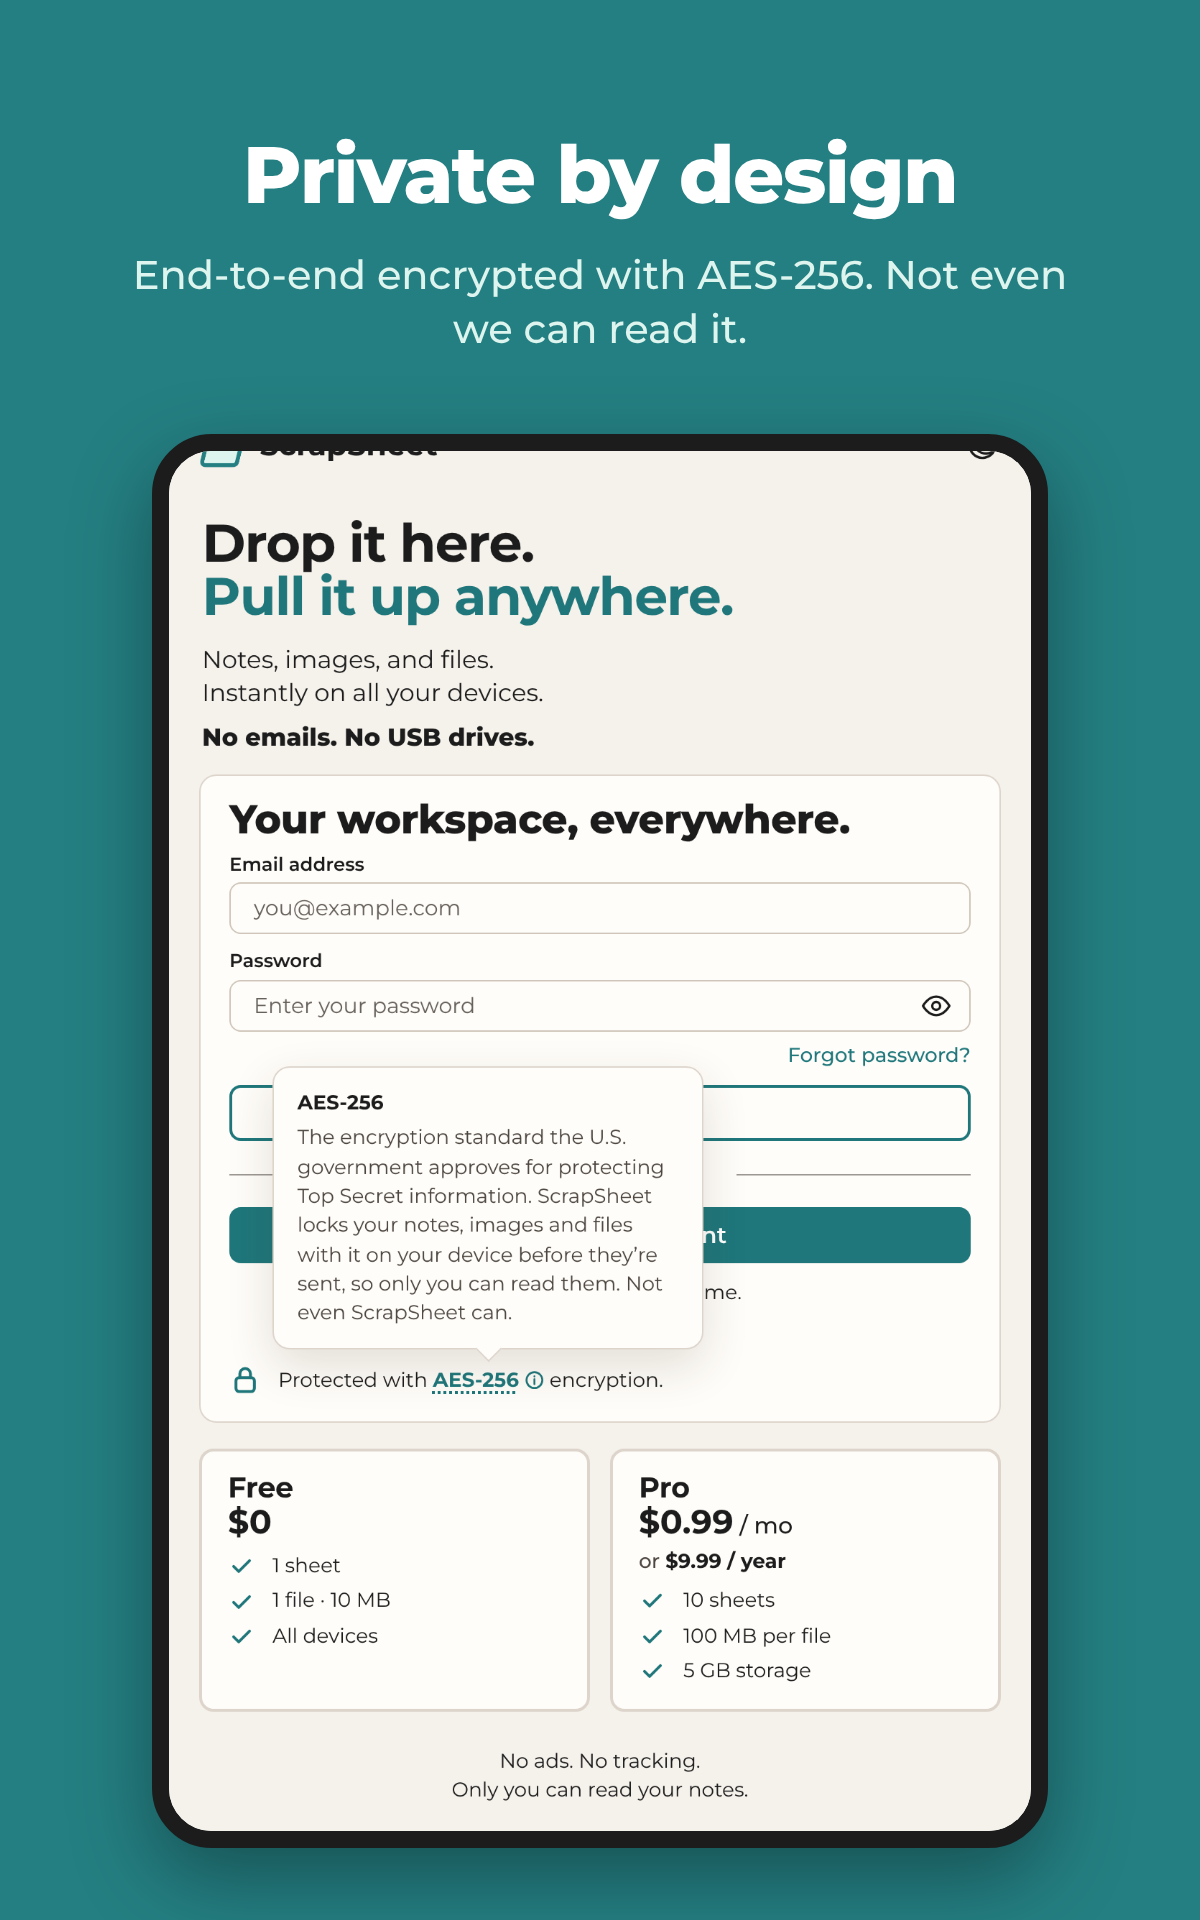 Private by design
End-to-end encrypted with AES-256. Not even
we can read it.
ScrapSheet
Drop it here.
Pull it up anywhere.
Notes, images, and files.
Instantly on all your devices.
No emails. No USB drives.
Your workspace, everywhere.
Email address
you@example.com
Password
Enter your password
Forgot password?
AES-256
The encryption standard the U.S.
government approves for protecting
Top Secret information. ScrapSheet
locks your notes, images and files
with it on your device before they're
sent, so only you can read them. Not
even ScrapSheet can.
nt
me.
Protected with AES-256 encryption.
Free
$0
1 sheet
1 file · 10 MB
All devices
Pro
$0.99 / mo
or $9.99 / year
10 sheets
100 MB per file
5 GB storage
No ads. No tracking.
Only you can read your notes.